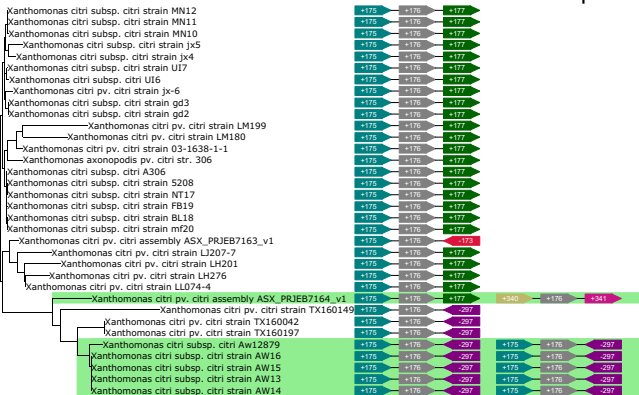 Xanthomonas citri subsp. citri strain MN12 +175 +176 +177
Xanthomonas citri subsp. citri strain MN11 +175 +176 +177
Xanthomonas citri subsp. citri strain MN10 +175 +176 +177
Xanthomonas citri subsp. citri strain jx5 +175 +176 +177
Xanthomonas citri subsp. citri strain jx4 +175 +176 +177
Xanthomonas citri subsp. citri strain UI7 +175 +176 +177
Xanthomonas citri subsp. citri strain UI6 +175 +176 +177
Xanthomonas citri pv. citri strain jx-6 +175 +176 +177
Xanthomonas citri subsp. citri strain gd3 +175 +176 +177
Xanthomonas citri subsp. citri strain gd2 +175 +176 +177
Xanthomonas citri pv. citri strain LM199 +175 +176 +177
Xanthomonas citri pv. citri strain LM180 +175 +176 +177
Xanthomonas citri pv. citri strain 03-1638-1-1 +175 +176 +177
Xanthomonas axonopodis pv. citri str. 306 +175 +176 +177
Xanthomonas citri subsp. citri A306 +175 +176 +177
Xanthomonas citri subsp. citri strain 5208 +175 +176 +177
Xanthomonas citri subsp. citri strain NT17 +175 +176 +177
Xanthomonas citri subsp. citri strain FB19 +175 +176 +177
Xanthomonas citri subsp. citri strain BL18 +175 +176 +177
Xanthomonas citri subsp. citri strain mf20 +175 +176 +177
Xanthomonas citri pv. citri assembly ASX_PRJEB7163_v1 +175 +176 -173
Xanthomonas citri pv. citri strain LJ207-7 +175 +176 +177
Xanthomonas citri pv. citri strain LH201 +175 +176 +177
Xanthomonas citri pv. citri strain LH276 +175 +176 +177
Xanthomonas citri pv. citri strain LL074-4 +175 +176 +177
Xanthomonas citri pv. citri assembly ASX_PRJEB7164_v1 +175 +176 +177 +340 +176 +341
Xanthomonas citri pv. citri strain TX160149 +175 +176 -297
Xanthomonas citri pv. citri strain TX160042 +175 +176 -297
Xanthomonas citri pv. citri strain TX160197 +175 +176 -297
Xanthomonas citri subsp. citri Aw12879 +175 +176 -297 +175 +176 -297
Xanthomonas citri subsp. citri strain AW16 +175 +176 -297 +175 +176 -297
Xanthomonas citri subsp. citri strain AW15 +175 +176 -297 +175 +176 -297
Xanthomonas citri subsp. citri strain AW13 +175 +176 -297 +175 +176 -297
Xanthomonas citri subsp. citri strain AW14 +175 +176 -297 +175 +176 -297